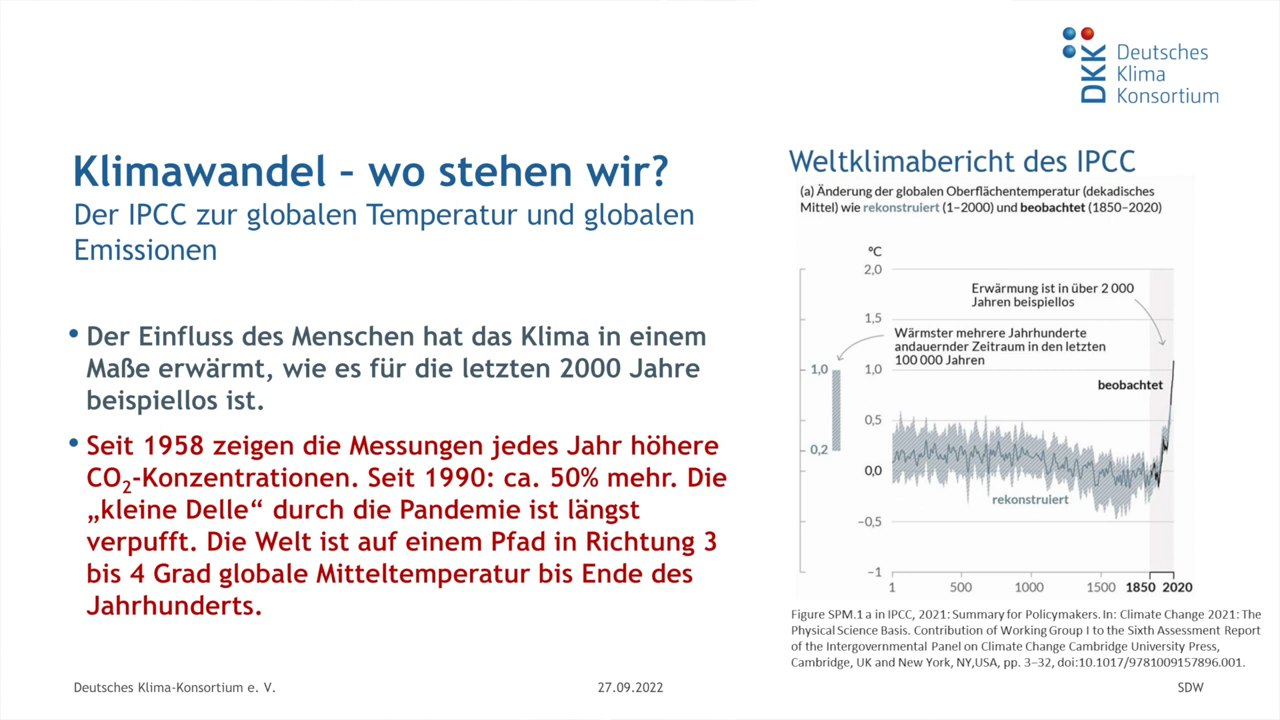 DKK Deutsches
Klima
Konsortium
Klimawandel – wo stehen wir?
Der IPCC zur globalen Temperatur und globalen
Emissionen
• Der Einfluss des Menschen hat das Klima in einem
Maße erwärmt, wie es für die letzten 2000 Jahre
beispiellos ist.
• Seit 1958 zeigen die Messungen jedes Jahr höhere
CO₂-Konzentrationen. Seit 1990: ca. 50% mehr. Die
„kleine Delle“ durch die Pandemie ist längst
verpufft. Die Welt ist auf einem Pfad in Richtung 3
bis 4 Grad globale Mitteltemperatur bis Ende des
Jahrhunderts.
Weltklimabericht des IPCC
(a) Änderung der globalen Oberflächentemperatur (dekadisches
Mittel) wie rekonstruiert (1–2000) und beobachtet (1850–2020)
°C
2,0
Erwärmung ist in über 2 000
Jahren beispiellos
1,5
Wärmster mehrere Jahrhunderte
andauernder Zeitraum in den letzten
100 000 Jahren
1,0
1,0
beobachtet
0,5
0,2
0,0
rekonstruiert
–0,5
–1
1 500 1000 1500 1850 2020
Figure SPM.1 a in IPCC, 2021: Summary for Policymakers. In: Climate Change 2021: The
Physical Science Basis. Contribution of Working Group I to the Sixth Assessment Report
of the Intergovernmental Panel on Climate Change Cambridge University Press,
Cambridge, UK and New York, NY,USA, pp. 3–32, doi:10.1017/9781009157896.001.
Deutsches Klima-Konsortium e. V. 27.09.2022 SDW